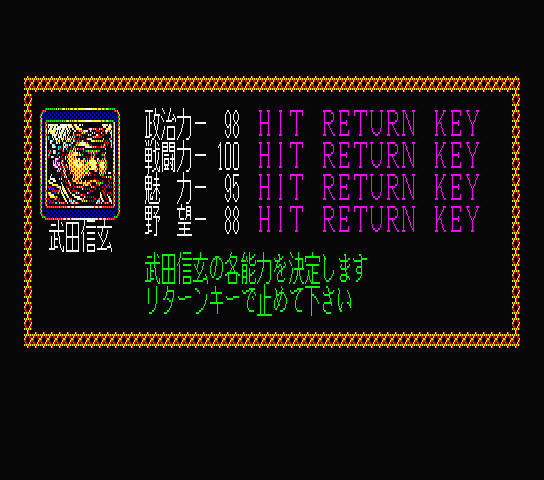 政治力ー 98 HIT RETURN KEY
戦闘力ー 100 HIT RETURN KEY
魅 力ー 95 HIT RETURN KEY
野 望ー 88 HIT RETURN KEY
武田信玄
武田信玄の各能力を決定します
リターンキーで止めて下さい